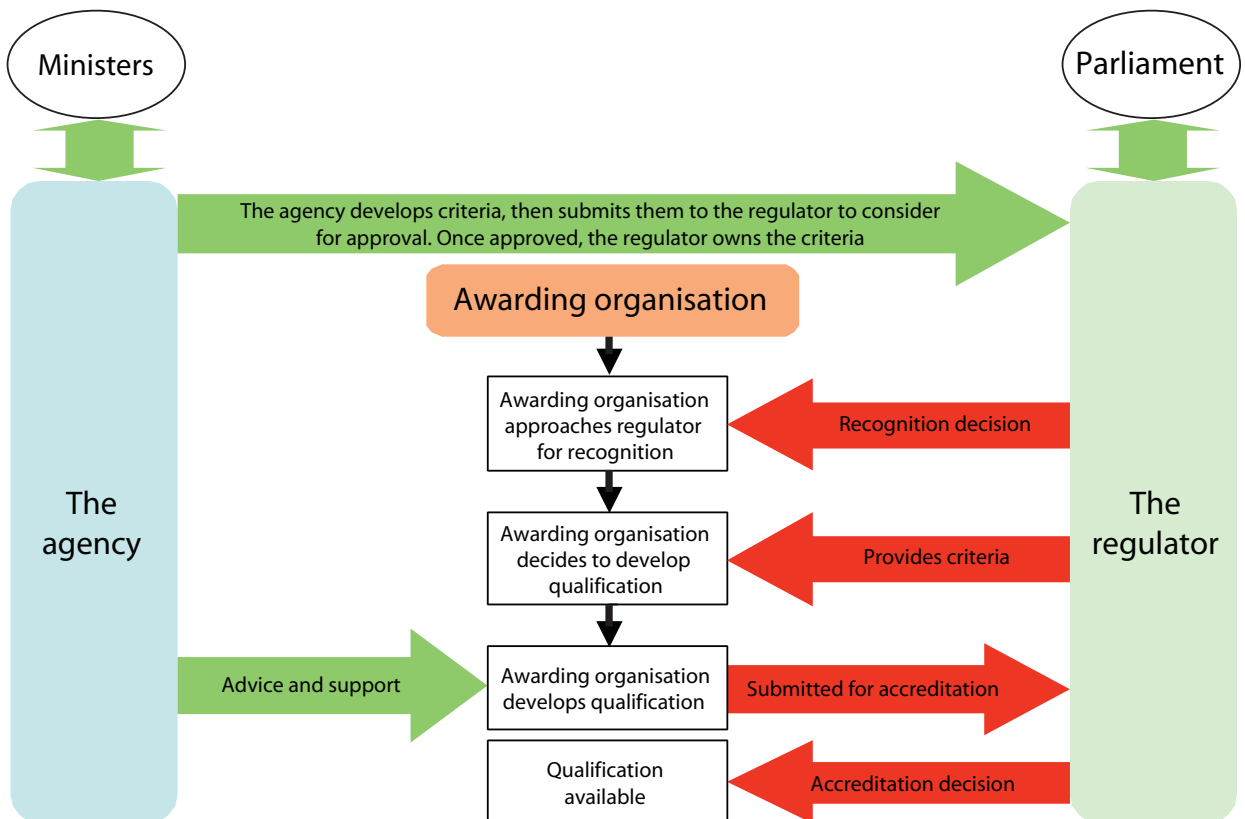 Ministers
Parliament
The agency develops criteria, then submits them to the regulator to consider
for approval. Once approved, the regulator owns the criteria
Awarding organisation
Awarding organisation
approaches regulator
for recognition
Recognition decision
The
agency
Awarding organisation
decides to develop
qualification
Provides criteria
The
regulator
Advice and support
Awarding organisation
develops qualification
Submitted for accreditation
Qualification
available
Accreditation decision